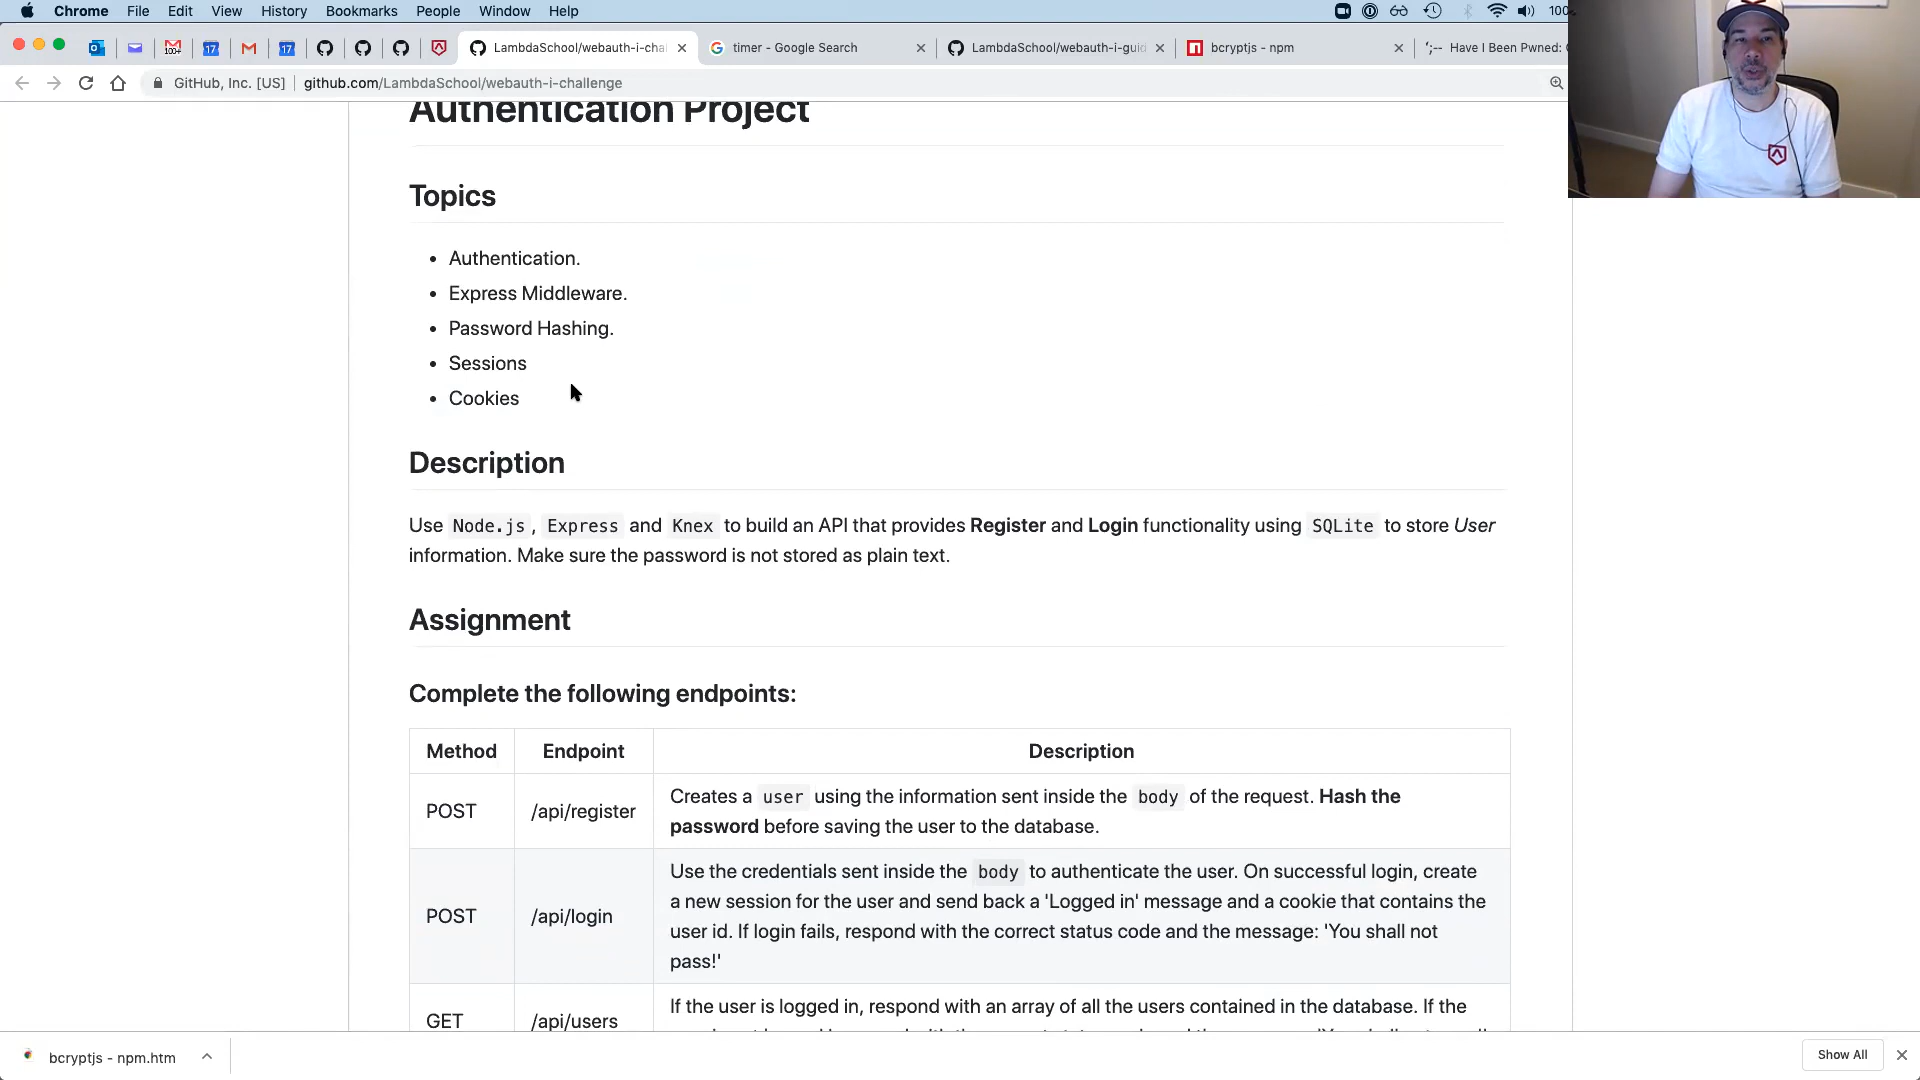 Chrome File Edit View History Bookmarks People Window Help 100
LambdaSchool/webauth-i-cha timer - Google Search LambdaSchool/webauth-i-guid bcryptjs - npm ';-- Have I Been Pwned:
GitHub, Inc. [US] github.com/LambdaSchool/webauth-i-challenge
Authentication Project
Topics
• Authentication.
• Express Middleware.
• Password Hashing.
• Sessions
• Cookies
Description
Use Node.js, Express and Knex to build an API that provides Register and Login functionality using SQLite to store User
information. Make sure the password is not stored as plain text.
Assignment
Complete the following endpoints:
Method Endpoint Description
POST /api/register Creates a user using the information sent inside the body of the request. Hash the
password before saving the user to the database.
POST /api/login Use the credentials sent inside the body to authenticate the user. On successful login, create
a new session for the user and send back a 'Logged in' message and a cookie that contains the
user id. If login fails, respond with the correct status code and the message: 'You shall not
pass!'
GET /api/users If the user is logged in, respond with an array of all the users contained in the database. If the
bcryptjs - npm.htm Show All